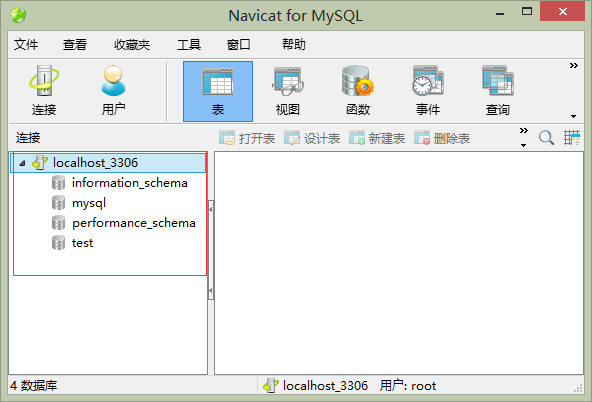 Navicat for MySQL
文件 查看 收藏夹 工具 窗口 帮助
连接 用户 表 视图 函数 事件 查询
连接 打开表 设计表 新建表 删除表
localhost_3306
information_schema
mysql
performance_schema
test
4 数据库 localhost_3306 用户: root